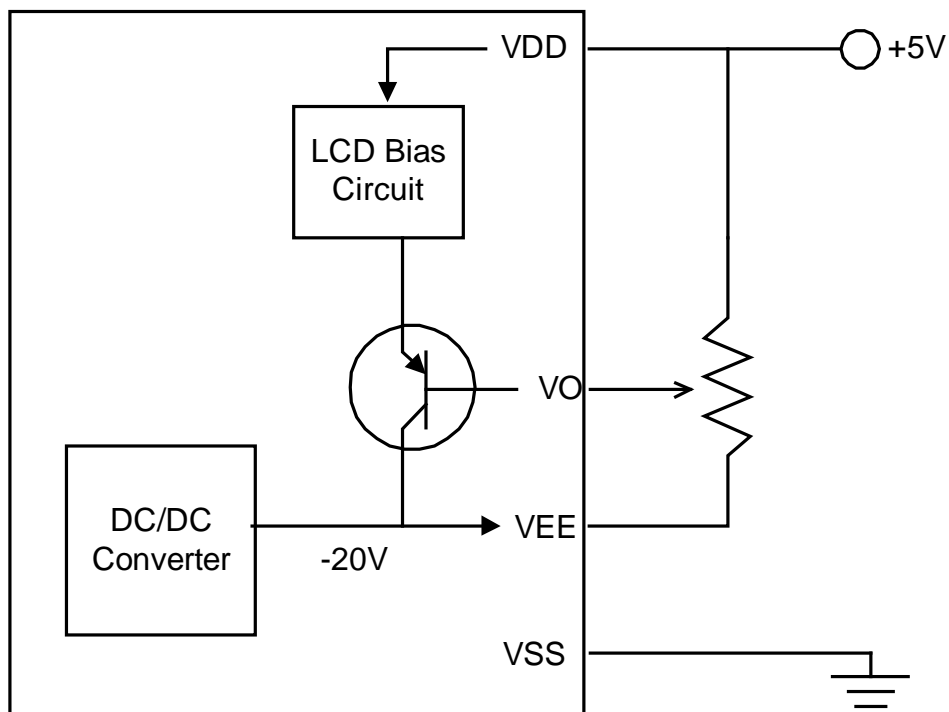 VDD
+5V
LCD Bias
Circuit
VO
DC/DC
Converter
-20V
VEE
VSS